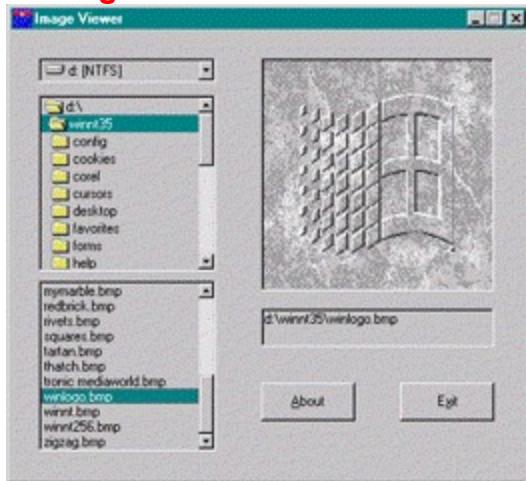 Image Viewer
d: [NTFS]
d:\
winnt35
config
cookies
corel
cursors
desktop
favorites
forms
help
mymarble.bmp
redbrick.bmp
rivets.bmp
squares.bmp
tartan.bmp
thatch.bmp
tronic mediaworld.bmp
winlogo.bmp
winnt.bmp
winnt256.bmp
zigzag.bmp
d:\winnt35\winlogo.bmp
About
Exit